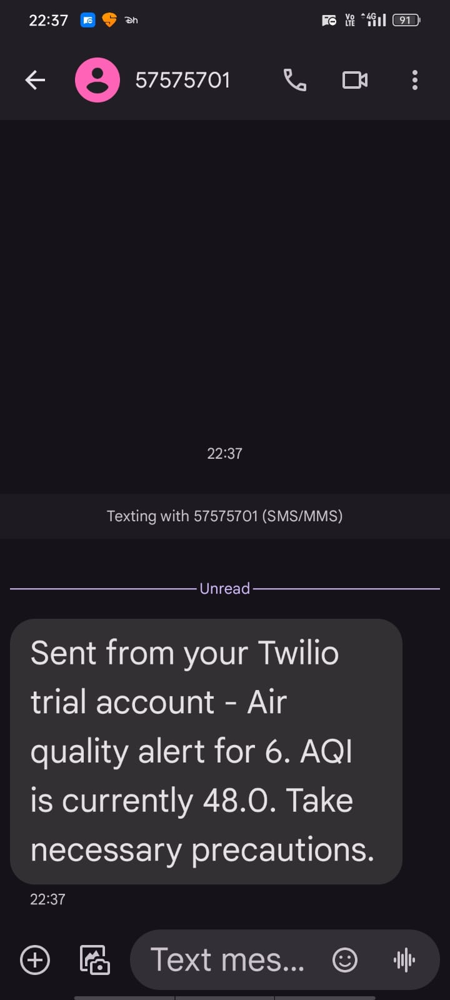 22:37
Vo LTE 4G 91
57575701
22:37
Texting with 57575701 (SMS/MMS)
Unread
Sent from your Twilio
trial account - Air
quality alert for 6. AQI
is currently 48.0. Take
necessary precautions.
22:37
Text mes...